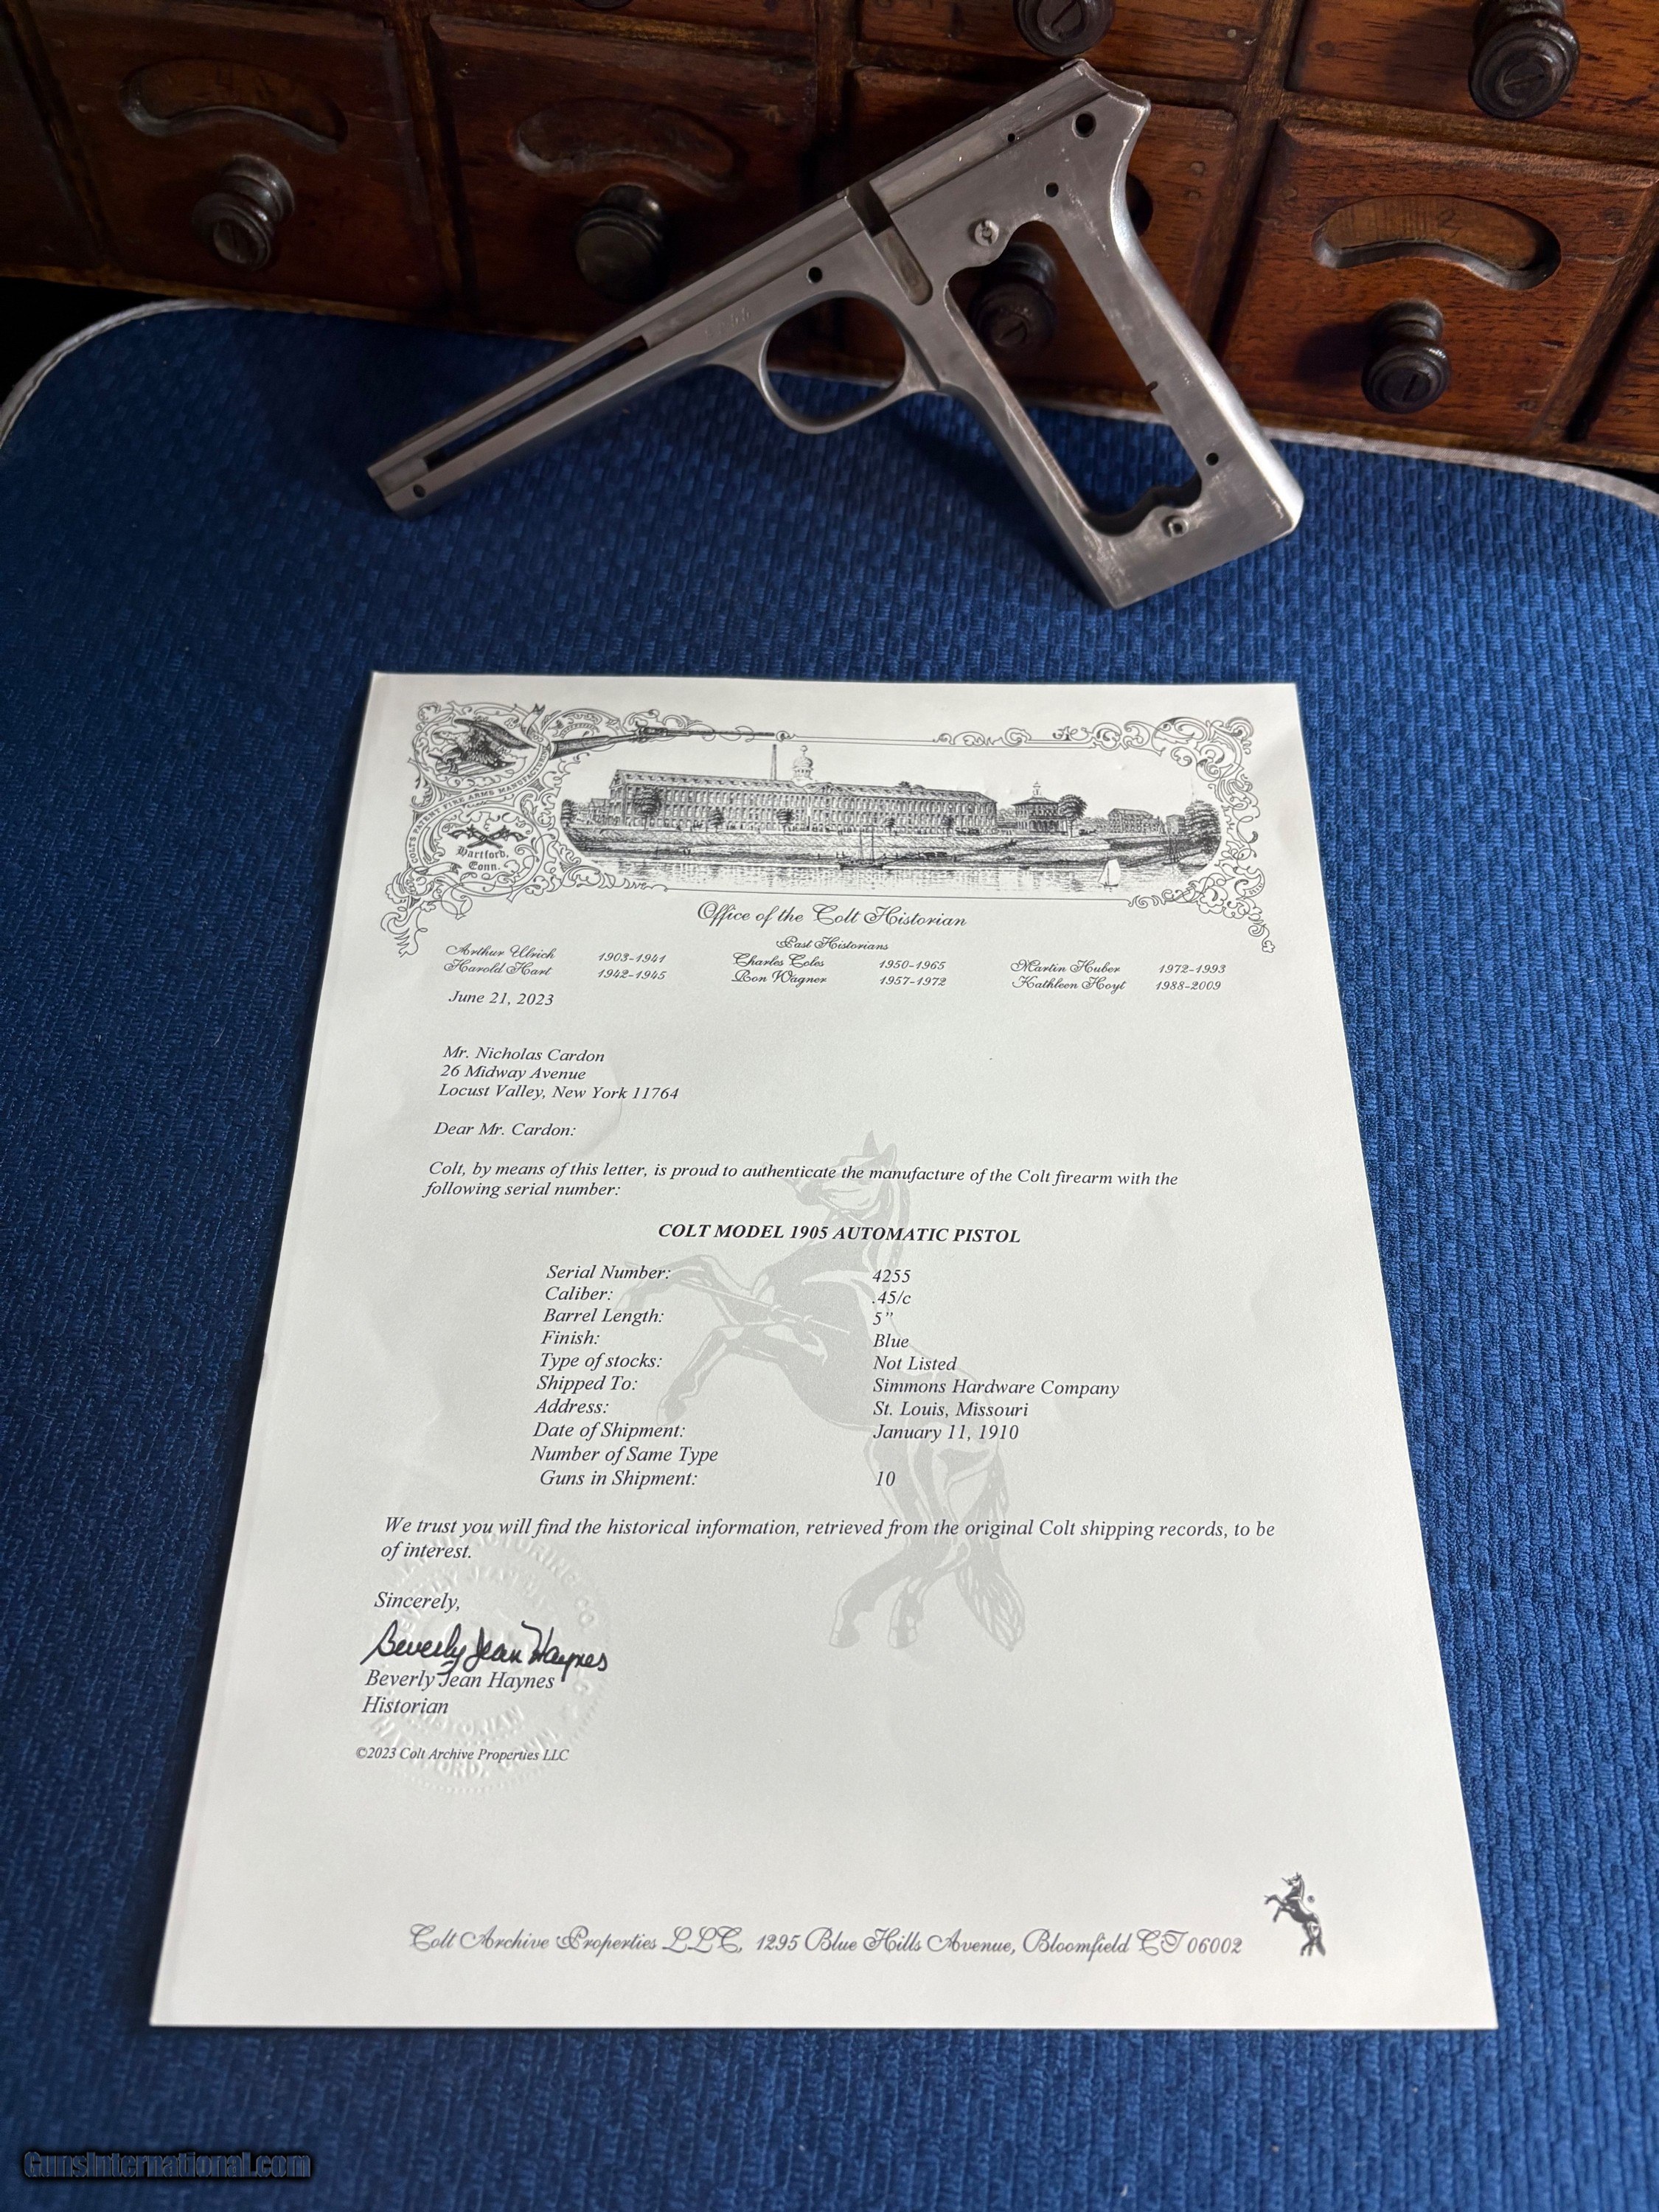 COLT'S PATENT FIRE ARMS MANUFACTURING
Hartford,
Conn.
Office of the Colt Historian
Past Historians
Arthur Ulrich 1903-1941 Charles Coles 1950-1965 Martin Huber 1972-1993
Harold Hart 1942-1945 Ron Wagner 1957-1972 Kathleen Hoyt 1988-2009
June 21, 2023
Mr. Nicholas Cardon
26 Midway Avenue
Locust Valley, New York 11764
Dear Mr. Cardon:
Colt, by means of this letter, is proud to authenticate the manufacture of the Colt firearm with the
following serial number:
COLT MODEL 1905 AUTOMATIC PISTOL
Serial Number: 4255
Caliber: .45/c
Barrel Length: 5”
Finish: Blue
Type of stocks: Not Listed
Shipped To: Simmons Hardware Company
Address: St. Louis, Missouri
Date of Shipment: January 11, 1910
Number of Same Type
Guns in Shipment: 10
We trust you will find the historical information, retrieved from the original Colt shipping records, to be
of interest.
Sincerely,
Beverly Jean Haynes
Beverly Jean Haynes
Historian
©2023 Colt Archive Properties LLC
Colt Archive Properties LLC, 1295 Blue Hills Avenue, Bloomfield CT 06002
®
GunsInternational.com